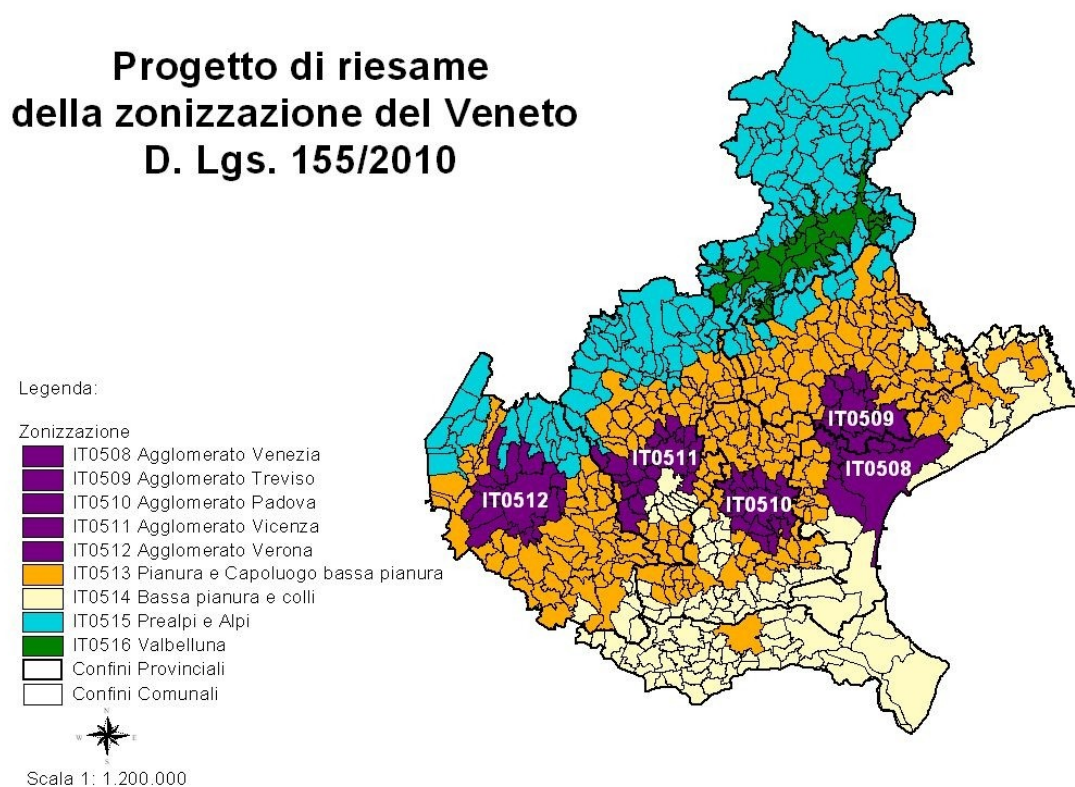 Progetto di riesame
della zonizzazione del Veneto
D. Lgs. 155/2010
Legenda:
Zonizzazione
IT0508 Agglomerato Venezia
IT0509 Agglomerato Treviso
IT0510 Agglomerato Padova
IT0511 Agglomerato Vicenza
IT0512 Agglomerato Verona
IT0513 Pianura e Capoluogo bassa pianura
IT0514 Bassa pianura e colli
IT0515 Prealpi e Alpi
IT0516 Valbelluna
Confini Provinciali
Confini Comunali
N
W E
S
Scala 1: 1.200.000
IT0509
IT0511
IT0508
IT0512
IT0510